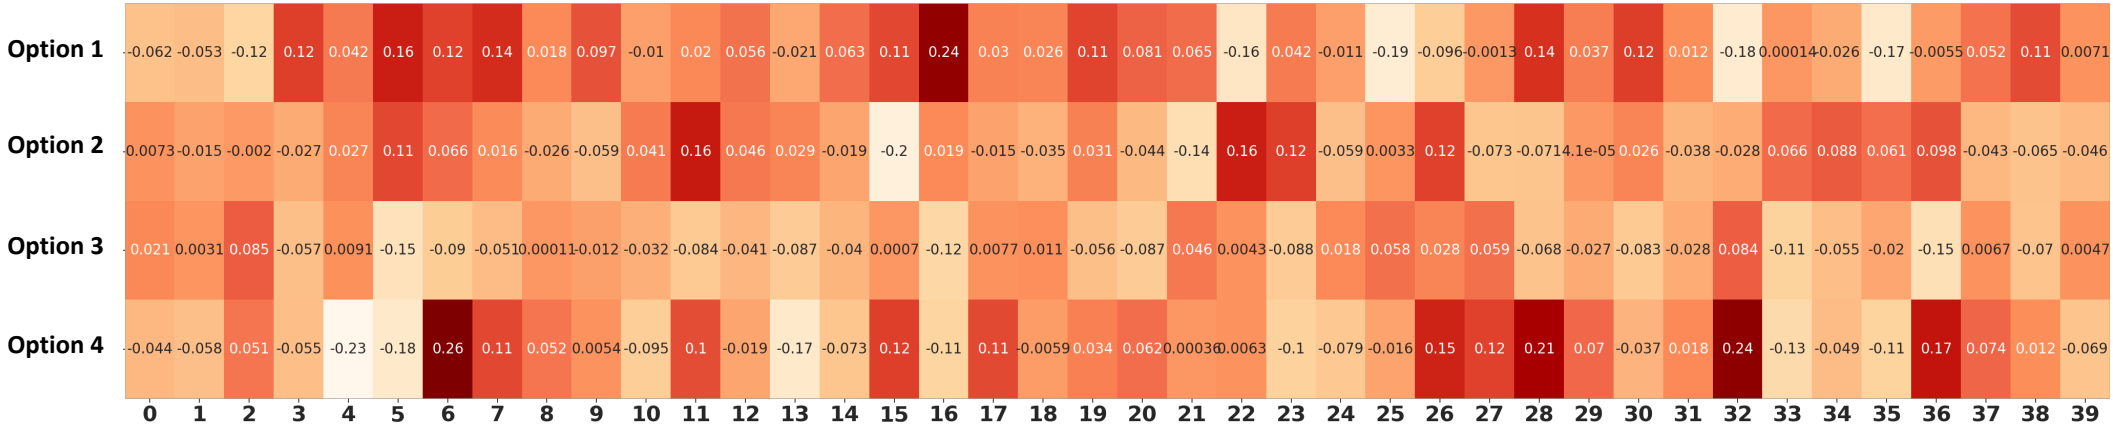 Option 1 -0.062 -0.053 -0.12 0.12 0.042 0.16 0.12 0.14 0.018 0.097 -0.01 0.02 0.056 -0.021 0.063 0.11 0.24 0.03 0.026 0.11 0.081 0.065 -0.16 0.042 -0.011 -0.19 -0.096 -0.0013 0.14 0.037 0.12 0.012 -0.18 0.00014 -0.026 -0.17 -0.0055 0.052 0.11 0.0071
Option 2 -0.0073 -0.015 -0.002 -0.027 0.027 0.11 0.066 0.016 -0.026 -0.059 0.041 0.16 0.046 0.029 -0.019 -0.2 0.019 -0.015 -0.035 0.031 -0.044 -0.14 0.16 0.12 -0.059 0.0033 0.12 -0.073 -0.071 4.1e-05 0.026 -0.038 -0.028 0.066 0.088 0.061 0.098 -0.043 -0.065 -0.046
Option 3 0.021 0.0031 0.085 -0.057 0.0091 -0.15 -0.09 -0.051 0.00011 -0.012 -0.032 -0.084 -0.041 -0.087 -0.04 0.0007 -0.12 0.0077 0.011 -0.056 -0.087 0.046 0.0043 -0.088 0.018 0.058 0.028 0.059 -0.068 -0.027 -0.083 -0.028 0.084 -0.11 -0.055 -0.02 -0.15 0.0067 -0.07 0.0047
Option 4 -0.044 -0.058 0.051 -0.055 -0.23 -0.18 0.26 0.11 0.052 0.0054 -0.095 0.1 -0.019 -0.17 -0.073 0.12 -0.11 0.11 -0.0059 0.034 0.062 0.00036 0.0063 -0.1 -0.079 -0.016 0.15 0.12 0.21 0.07 -0.037 0.018 0.24 -0.13 -0.049 -0.11 0.17 0.074 0.012 -0.069
0 1 2 3 4 5 6 7 8 9 10 11 12 13 14 15 16 17 18 19 20 21 22 23 24 25 26 27 28 29 30 31 32 33 34 35 36 37 38 39